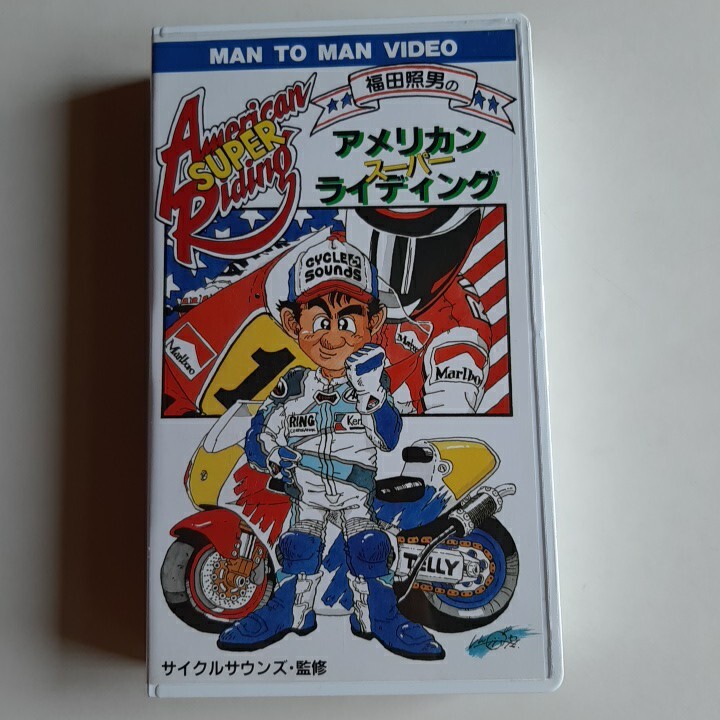 MAN TO MAN VIDEO
福田照男の
American
SUPER
Riding
アメリカン
スーパー
ライディング
CYCLE
SOUNDS
Marlboro
Marlboro
1
RING
Ken
TELLY
サイクルサウンズ・監修